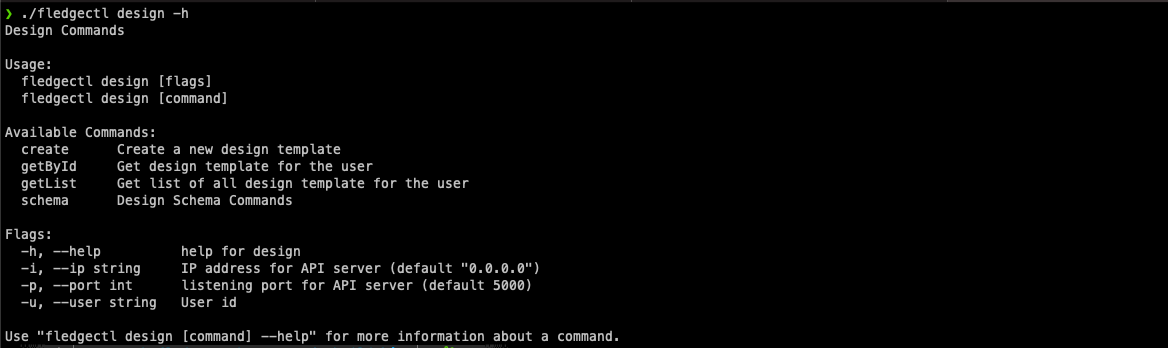 ❯ ./fledgectl design -h
Design Commands
Usage:
fledgectl design [flags]
fledgectl design [command]
Available Commands:
create Create a new design template
getById Get design template for the user
getList Get list of all design template for the user
schema Design Schema Commands
Flags:
-h, --help help for design
-i, --ip string IP address for API server (default "0.0.0.0")
-p, --port int listening port for API server (default 5000)
-u, --user string User id
Use "fledgectl design [command] --help" for more information about a command.